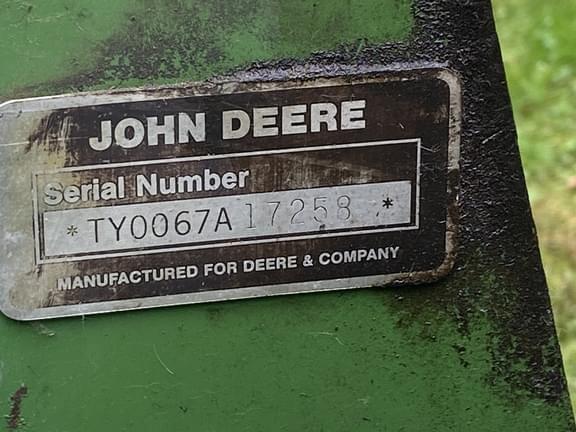 JOHN DEERE
Serial Number
* TY0067A17258 *
MANUFACTURED FOR DEERE & COMPANY